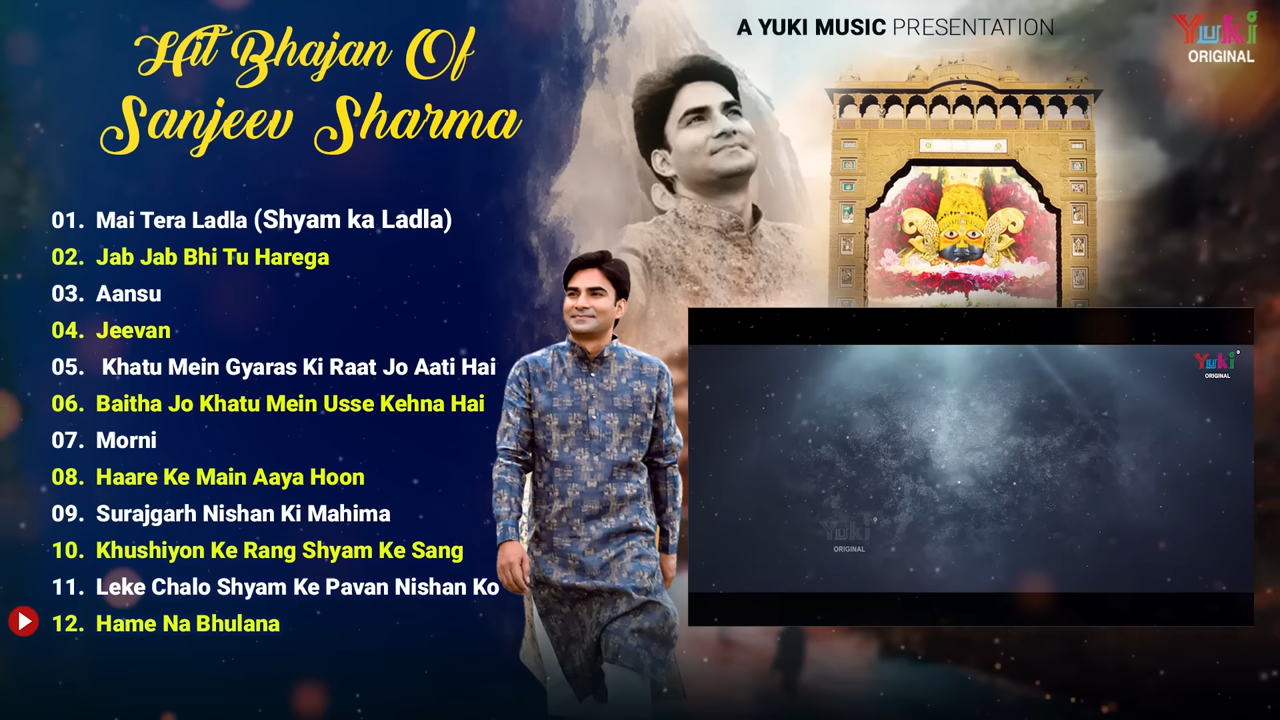 Hit Bhajan Of
Sanjeev Sharma
A YUKI MUSIC PRESENTATION
Yuki
ORIGINAL
01. Mai Tera Ladla (Shyam ka Ladla)
02. Jab Jab Bhi Tu Harega
03. Aansu
04. Jeevan
05. Khatu Mein Gyaras Ki Raat Jo Aati Hai
06. Baitha Jo Khatu Mein Usse Kehna Hai
07. Morni
08. Haare Ke Main Aaya Hoon
09. Surajgarh Nishan Ki Mahima
10. Khushiyon Ke Rang Shyam Ke Sang
11. Leke Chalo Shyam Ke Pavan Nishan Ko
12. Hame Na Bhulana
Yuki
ORIGINAL
Yuki
ORIGINAL